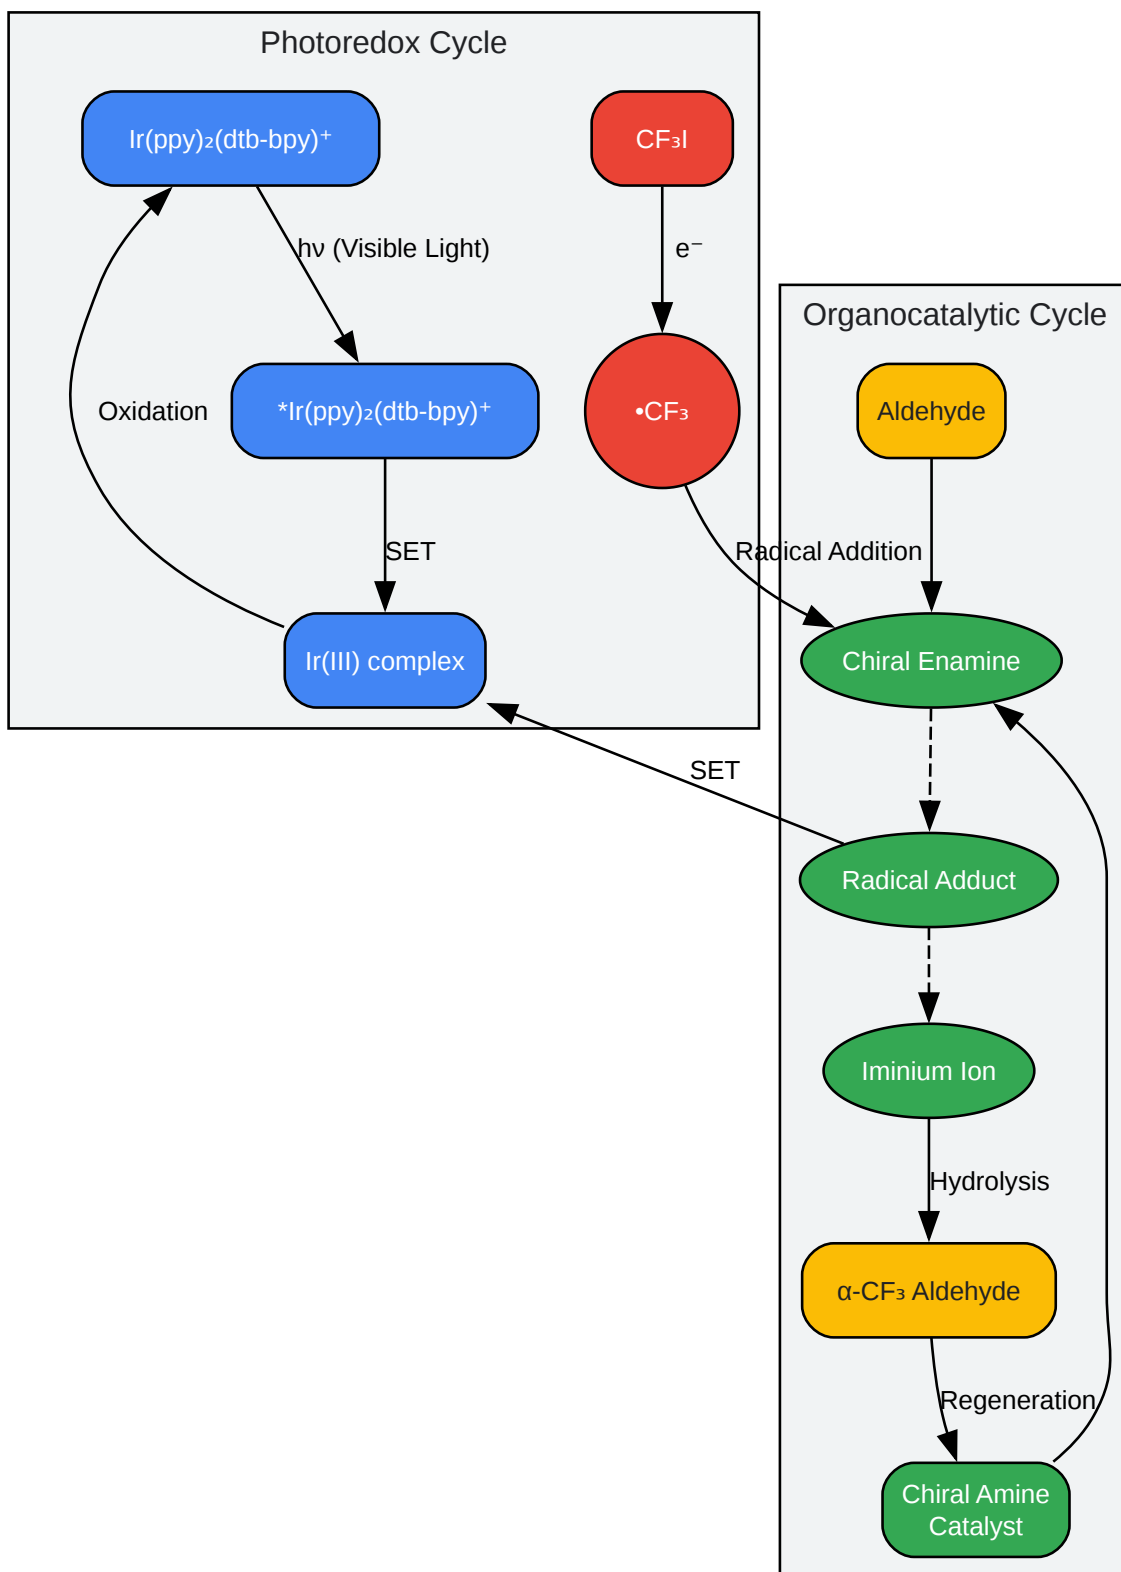 Photoredox Cycle
Ir(ppy)₂(dtb-bpy)⁺
CF₃I
hν (Visible Light)
e⁻
Organocatalytic Cycle
Oxidation
*Ir(ppy)₂(dtb-bpy)⁺
•CF₃
Aldehyde
SET
Radical Addition
Ir(III) complex
Chiral Enamine
SET
Radical Adduct
Iminium Ion
Hydrolysis
α-CF₃ Aldehyde
Regeneration
Chiral Amine
Catalyst